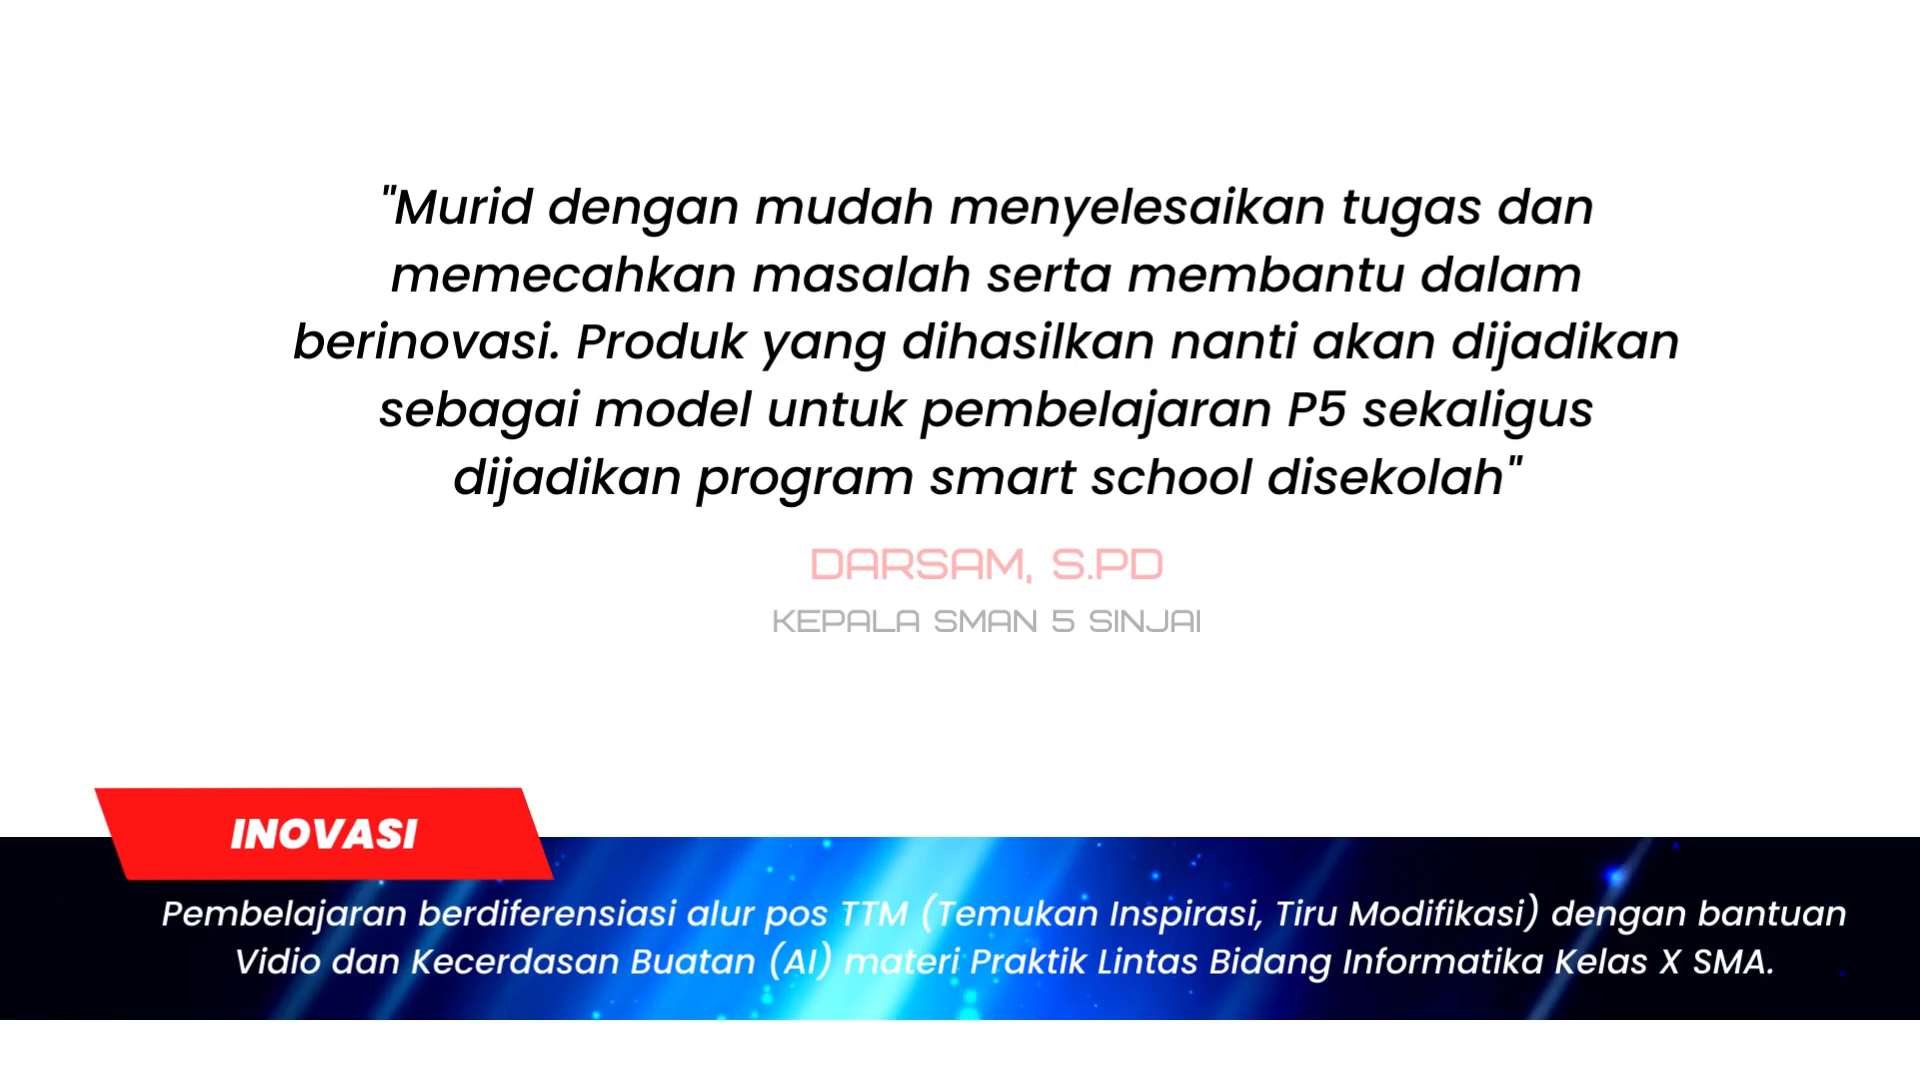 "Murid dengan mudah menyelesaikan tugas dan
memecahkan masalah serta membantu dalam
berinovasi. Produk yang dihasilkan nanti akan dijadikan
sebagai model untuk pembelajaran P5 sekaligus
dijadikan program smart school disekolah"
DARSAM, S.PD
KEPALA SMAN 5 SINJAI
INOVASI
Pembelajaran berdiferensiasi alur pos TTM (Temukan Inspirasi, Tiru Modifikasi) dengan bantuan
Vidio dan Kecerdasan Buatan (AI) materi Praktik Lintas Bidang Informatika Kelas X SMA.